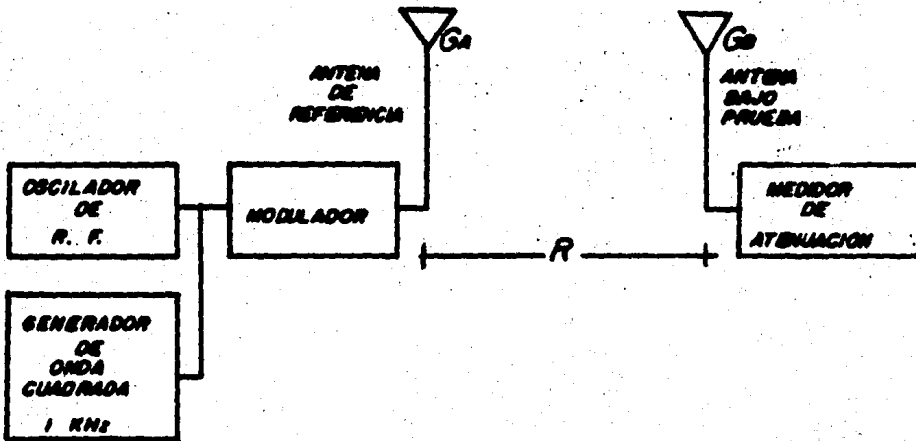 GA
GB
ANTENA
DE
REFERENCIA
ANTENA
BAJO
PRUEBA
OSCILADOR
DE
R. F.
MODULADOR
MEDIDOR
DE
ATENUACION
R
GENERADOR
DE
ONDA
CUADRADA
1 KHz